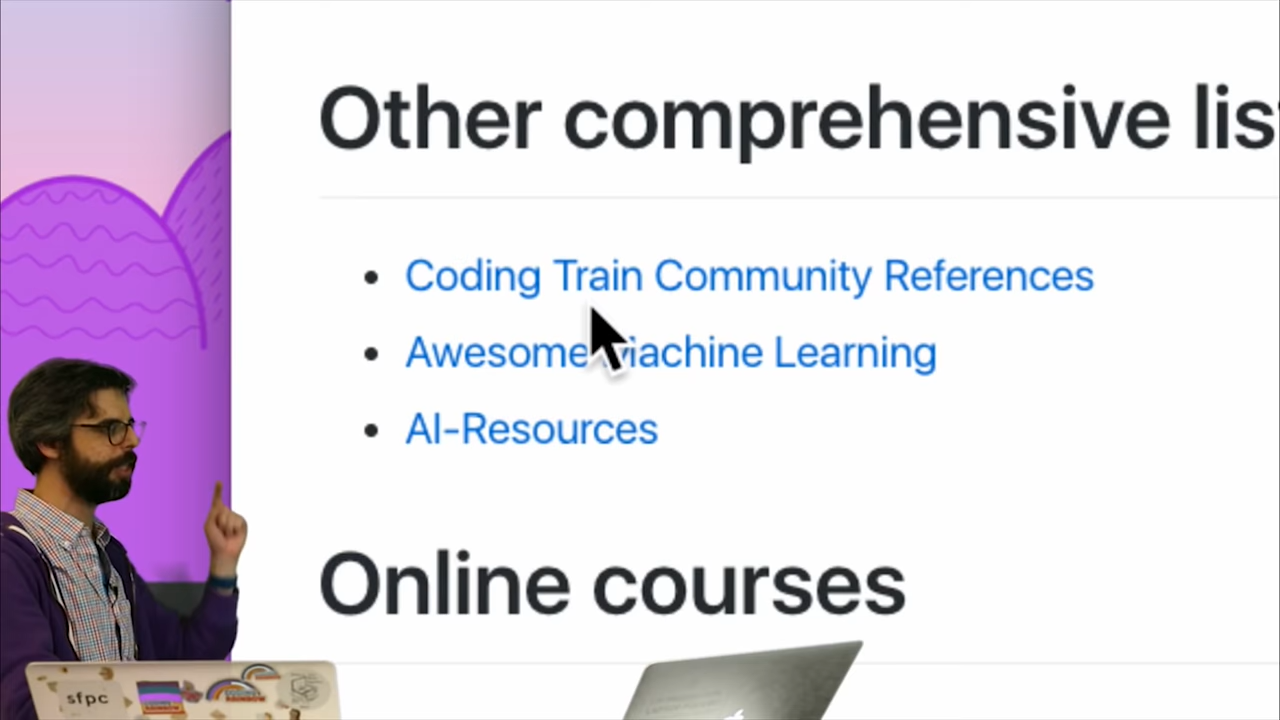 Other comprehensive lis
Coding Train Community References
Awesome Machine Learning
AI-Resources
Online courses
sfpc